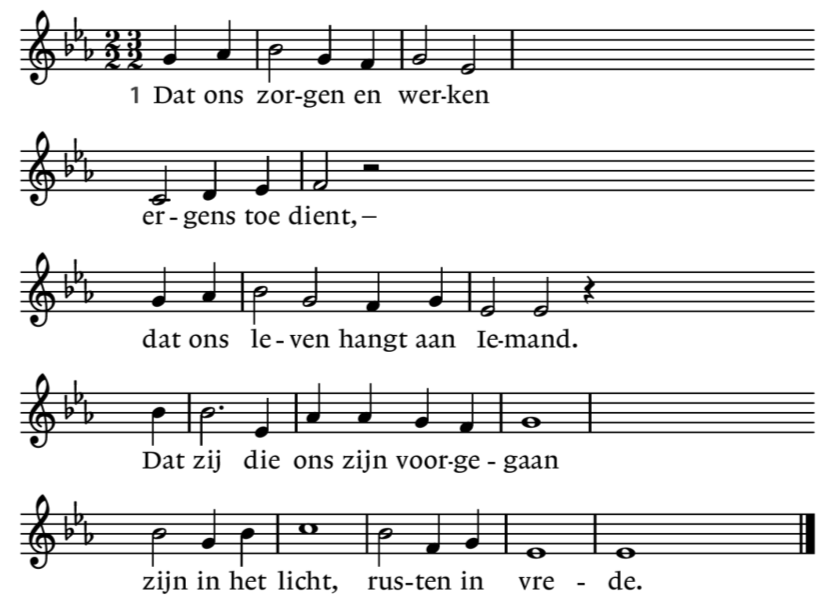 1 Dat ons zor-gen en wer-ken
er-gens toe dient,–
dat ons le-ven hangt aan Ie-mand.
Dat zij die ons zijn voor-ge-gaan
zijn in het licht, rus-ten in vre-de.